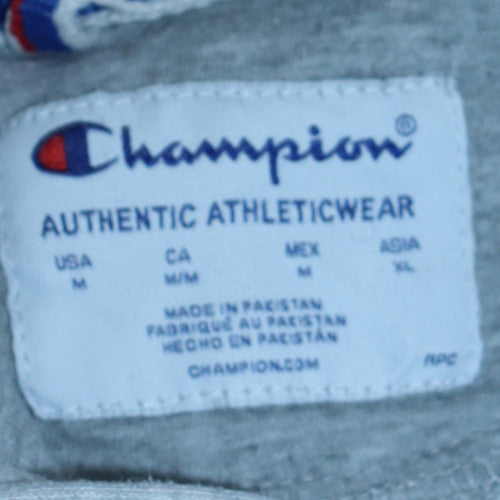 Champion®
AUTHENTIC ATHLETICWEAR
USA CA MEX ASIA
M M/M M XL
MADE IN PAKISTAN
FABRIQUÉ AU PAKISTAN
HECHO EN PAKISTAN
CHAMPION.COM
RPC